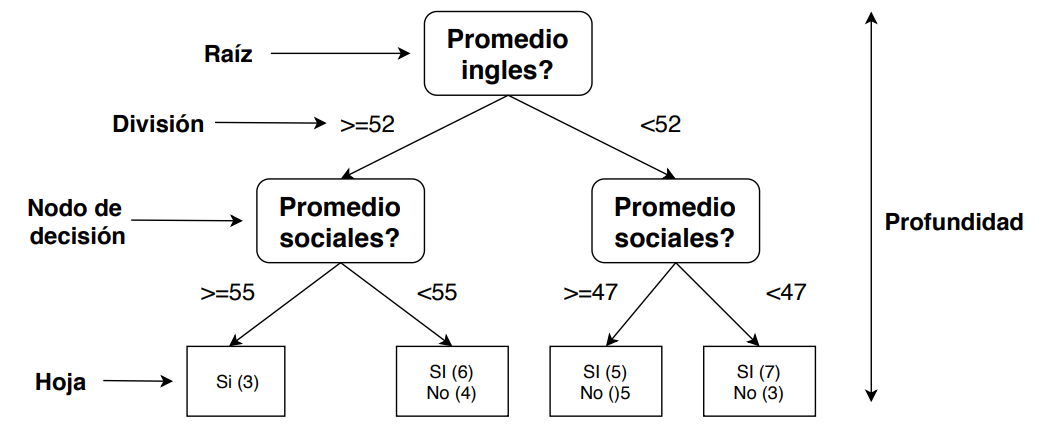 Promedio
ingles?
Raíz
División
>=52
<52
Nodo de
decisión
Promedio
sociales?
Promedio
sociales?
Profundidad
>=55
<55
>=47
<47
Hoja
Si (3)
SI (6)
No (4)
SI (5)
No ()5
SI (7)
No (3)